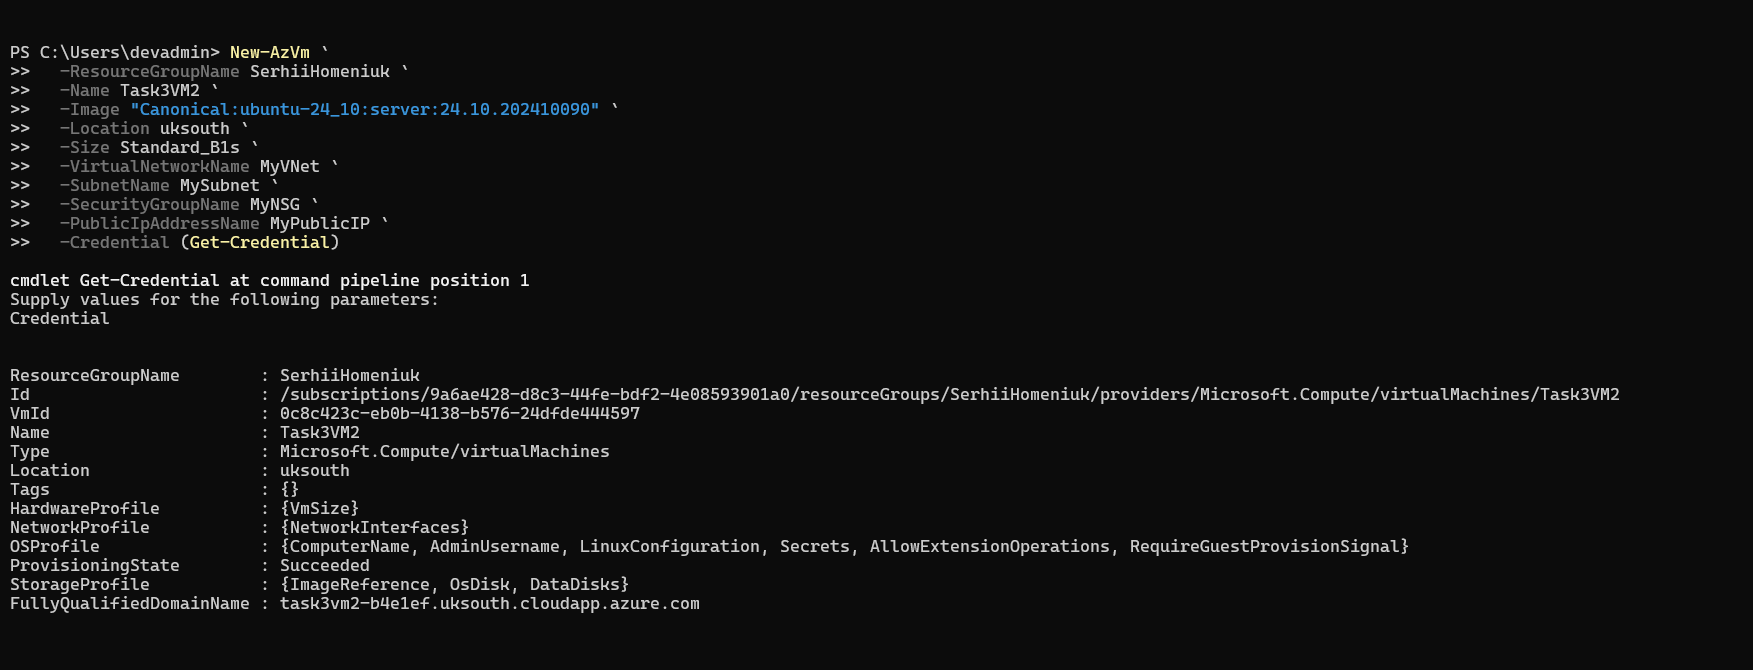 PS C:\Users\devadmin> New-AzVm `
>>   -ResourceGroupName SerhiiHomeniuk `
>>   -Name Task3VM2 `
>>   -Image "Canonical:ubuntu-24_10:server:24.10.202410090" `
>>   -Location uksouth `
>>   -Size Standard_B1s `
>>   -VirtualNetworkName MyVNet `
>>   -SubnetName MySubnet `
>>   -SecurityGroupName MyNSG `
>>   -PublicIpAddressName MyPublicIP `
>>   -Credential (Get-Credential)
cmdlet Get-Credential at command pipeline position 1
Supply values for the following parameters:
Credential
ResourceGroupName        : SerhiiHomeniuk
Id                       : /subscriptions/9a6ae428-d8c3-44fe-bdf2-4e08593901a0/resourceGroups/SerhiiHomeniuk/providers/Microsoft.Compute/virtualMachines/Task3VM2
VmId                     : 0c8c423c-eb0b-4138-b576-24dfde444597
Name                     : Task3VM2
Type                     : Microsoft.Compute/virtualMachines
Location                 : uksouth
Tags                     : {}
HardwareProfile          : {VmSize}
NetworkProfile           : {NetworkInterfaces}
OSProfile                : {ComputerName, AdminUsername, LinuxConfiguration, Secrets, AllowExtensionOperations, RequireGuestProvisionSignal}
ProvisioningState        : Succeeded
StorageProfile           : {ImageReference, OsDisk, DataDisks}
FullyQualifiedDomainName : task3vm2-b4e1ef.uksouth.cloudapp.azure.com